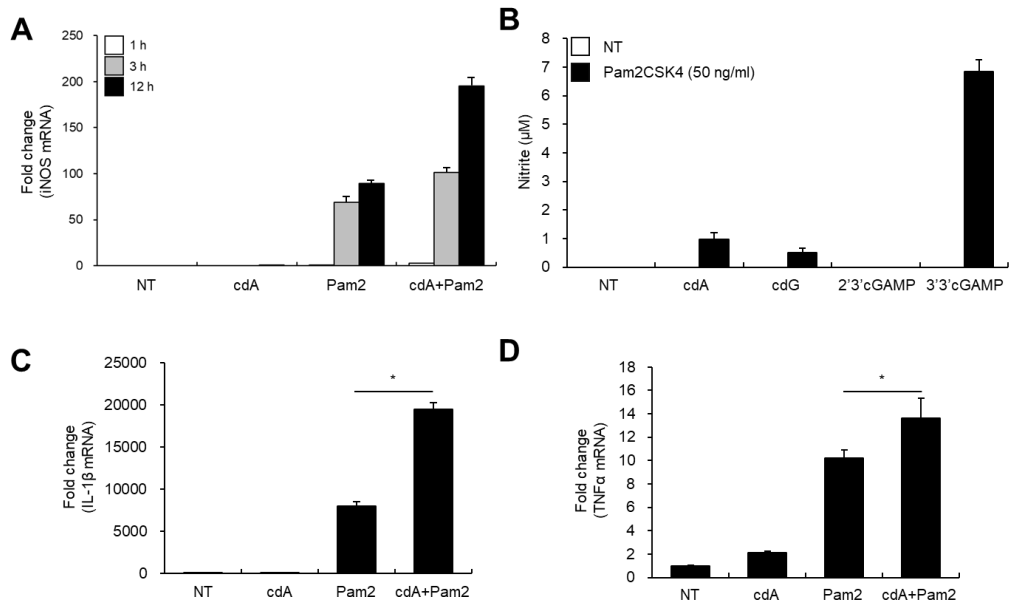 A
Fold change
(iNOS mRNA)
250
200
150
100
50
0
1 h
3 h
12 h
NT cdA Pam2 cdA+Pam2
B
Nitrite (µM)
8
7
6
5
4
3
2
1
0
NT
Pam2CSK4 (50 ng/ml)
NT cdA cdG 2'3'cGAMP 3'3'cGAMP
C
Fold change
(IL-1β mRNA)
25000
20000
15000
10000
5000
0
*
NT cdA Pam2 cdA+Pam2
D
Fold change
(TNFα mRNA)
18
16
14
12
10
8
6
4
2
0
*
NT cdA Pam2 cdA+Pam2